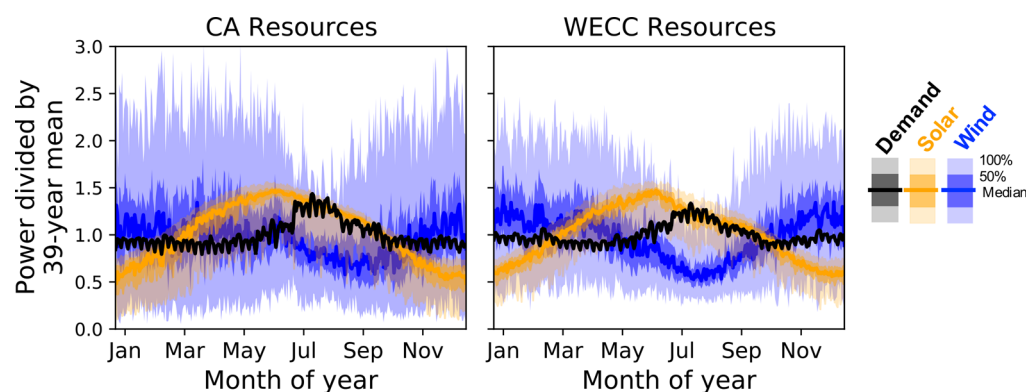 CA Resources
WECC Resources
Power divided by
39-year mean
3.0
2.5
2.0
1.5
1.0
0.5
0.0
Jan Mar May Jul Sep Nov
Month of year
Jan Mar May Jul Sep Nov
Month of year
Demand
Solar
Wind
100%
50%
Median